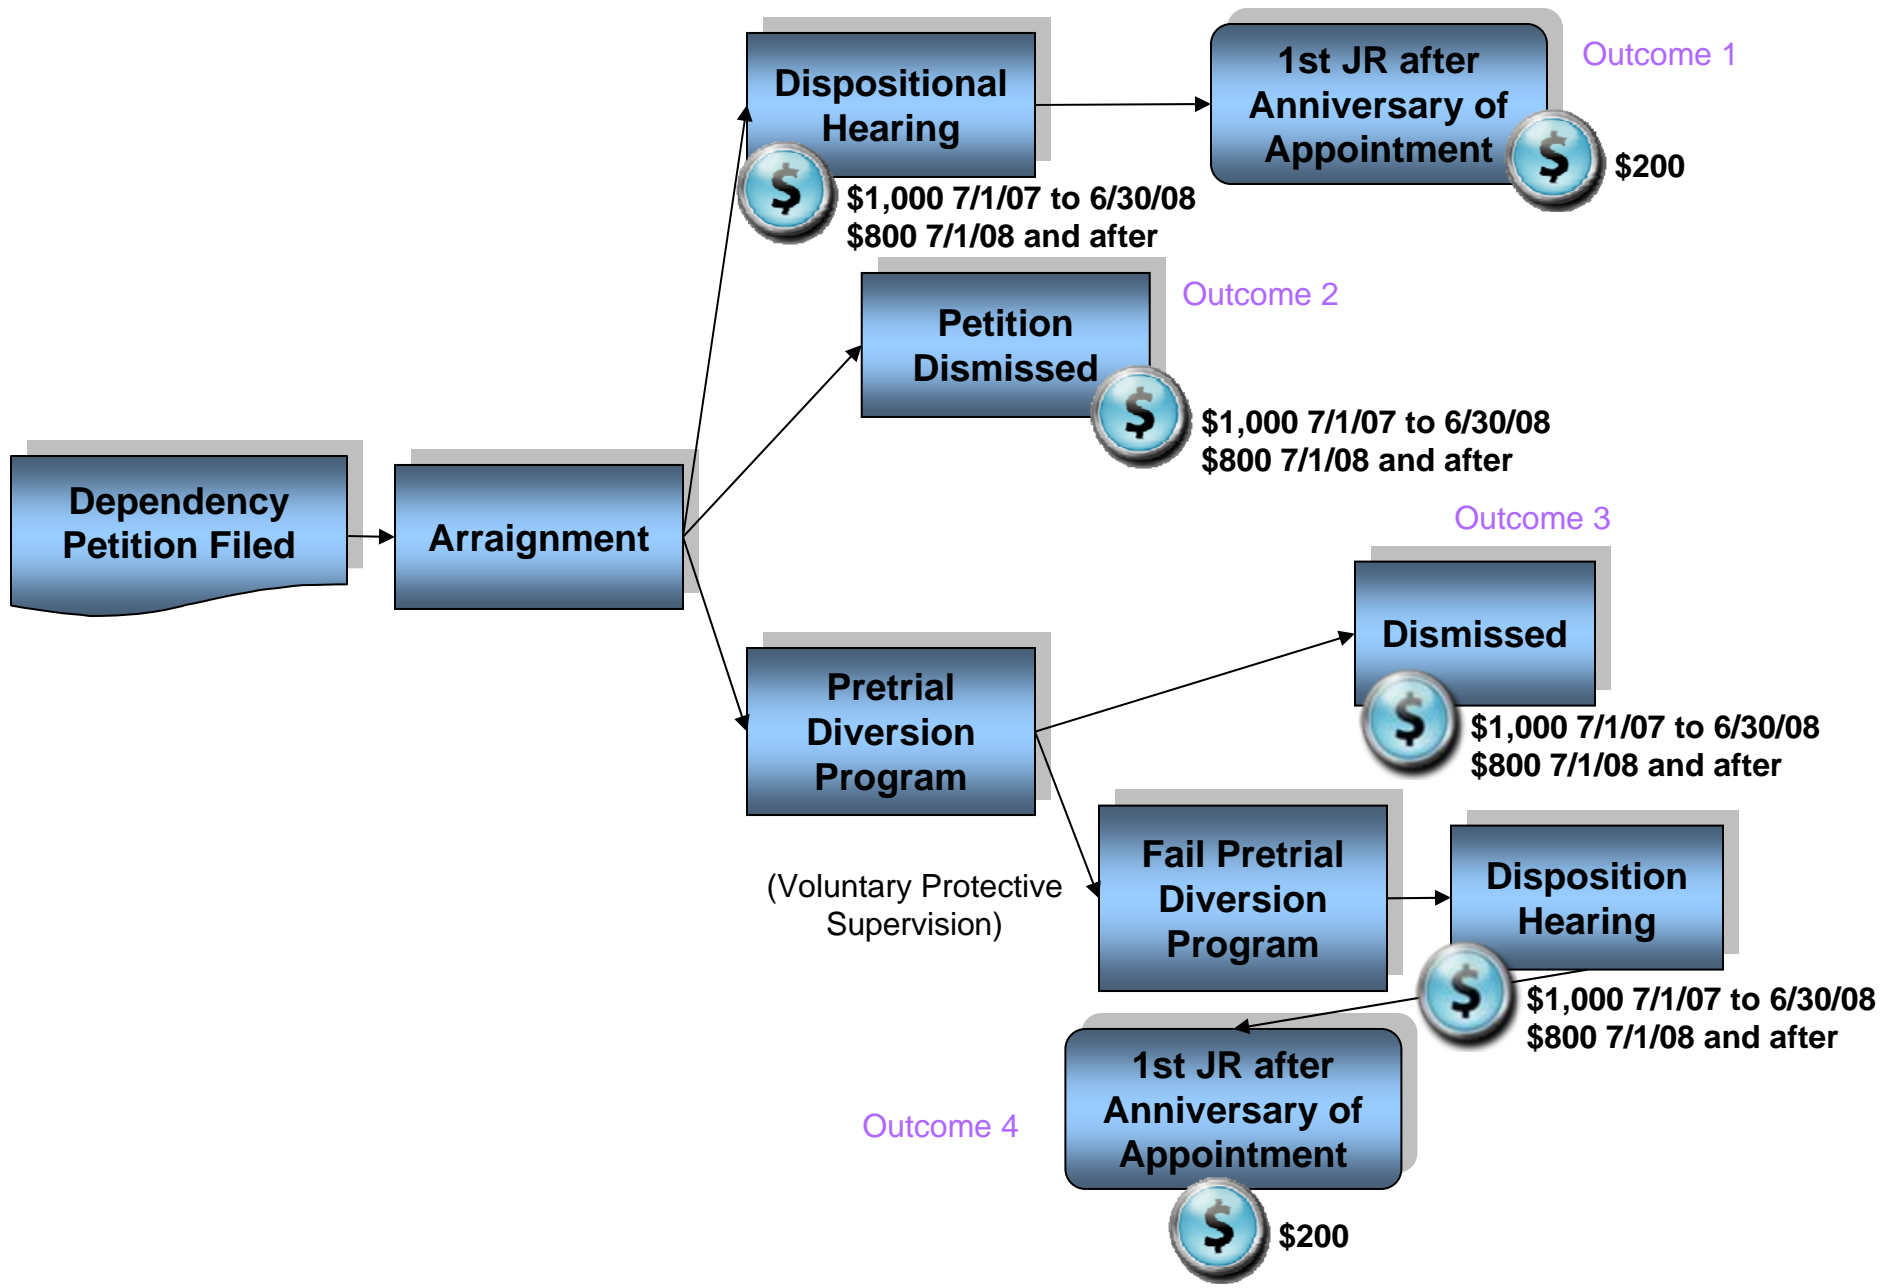 Dispositional
Hearing
$1,000 7/1/07 to 6/30/08
$800 7/1/08 and after
1st JR after
Anniversary of
Appointment
$200
Outcome 1
Petition
Dismissed
Outcome 2
$1,000 7/1/07 to 6/30/08
$800 7/1/08 and after
Dependency
Petition Filed
Arraignment
Outcome 3
Dismissed
$1,000 7/1/07 to 6/30/08
$800 7/1/08 and after
Pretrial
Diversion
Program
(Voluntary Protective
Supervision)
Fail Pretrial
Diversion
Program
Disposition
Hearing
$1,000 7/1/07 to 6/30/08
$800 7/1/08 and after
Outcome 4
1st JR after
Anniversary of
Appointment
$200